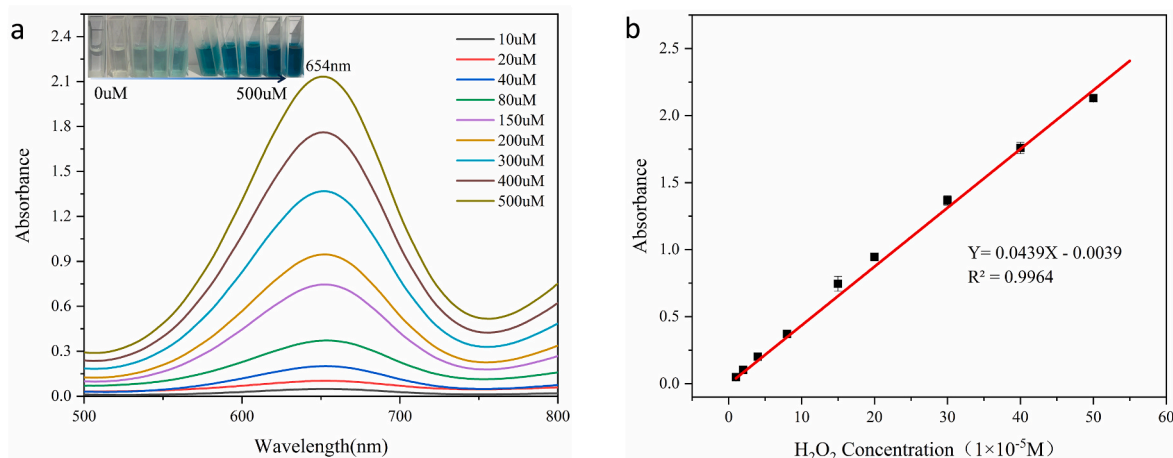 a
2.4
2.1
1.8
1.5
1.2
0.9
0.6
0.3
0.0
Absorbance
0uM
500uM
654nm
10uM
20uM
40uM
80uM
150uM
200uM
300uM
400uM
500uM
500
600
700
800
Wavelength(nm)
b
2.5
2.0
1.5
1.0
0.5
0.0
Absorbance
Y= 0.0439X - 0.0039
R² = 0.9964
0
10
20
30
40
50
60
H₂O₂ Concentration（1×10⁻⁵M）